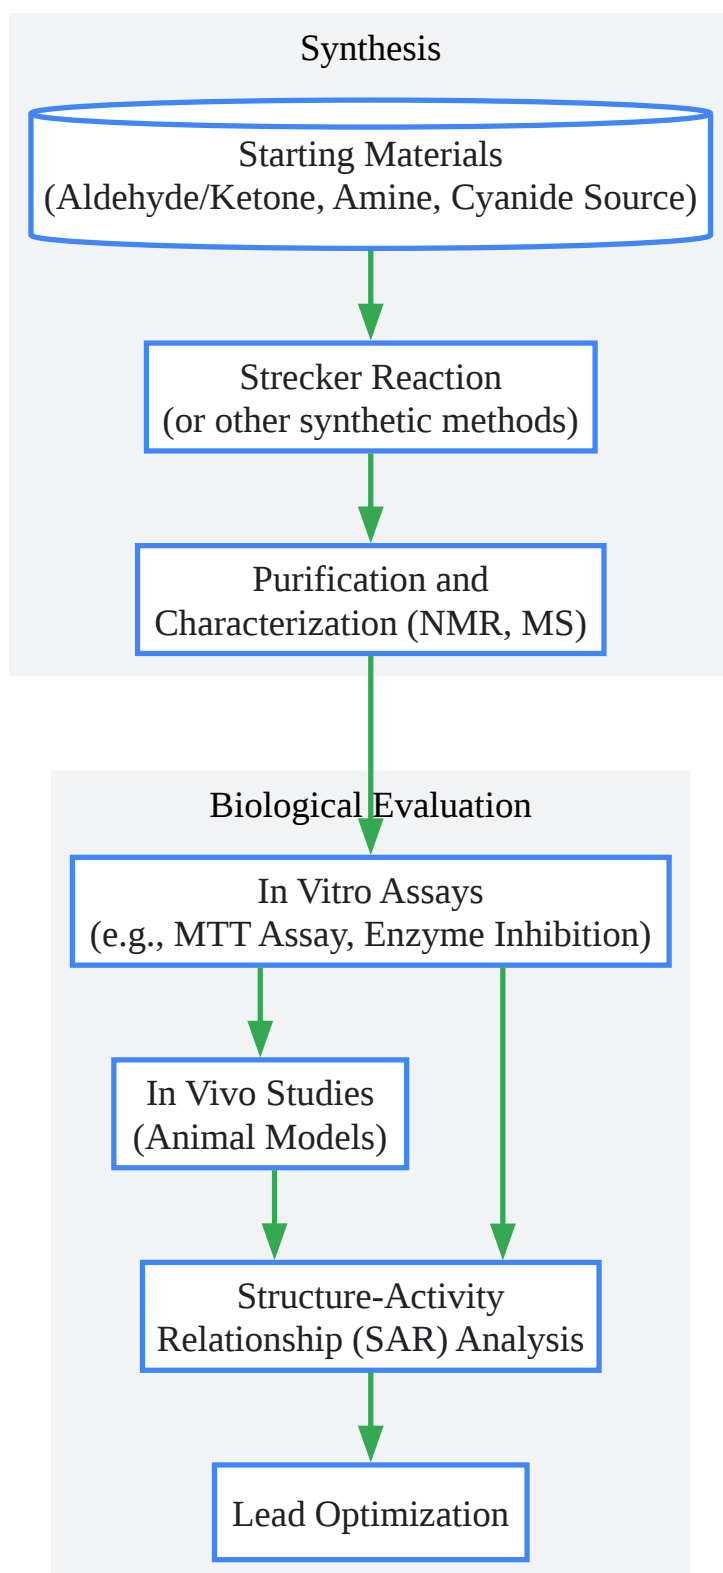 Synthesis
Starting Materials
(Aldehyde/Ketone, Amine, Cyanide Source)
Strecker Reaction
(or other synthetic methods)
Purification and
Characterization (NMR, MS)
Biological Evaluation
In Vitro Assays
(e.g., MTT Assay, Enzyme Inhibition)
In Vivo Studies
(Animal Models)
Structure-Activity
Relationship (SAR) Analysis
Lead Optimization